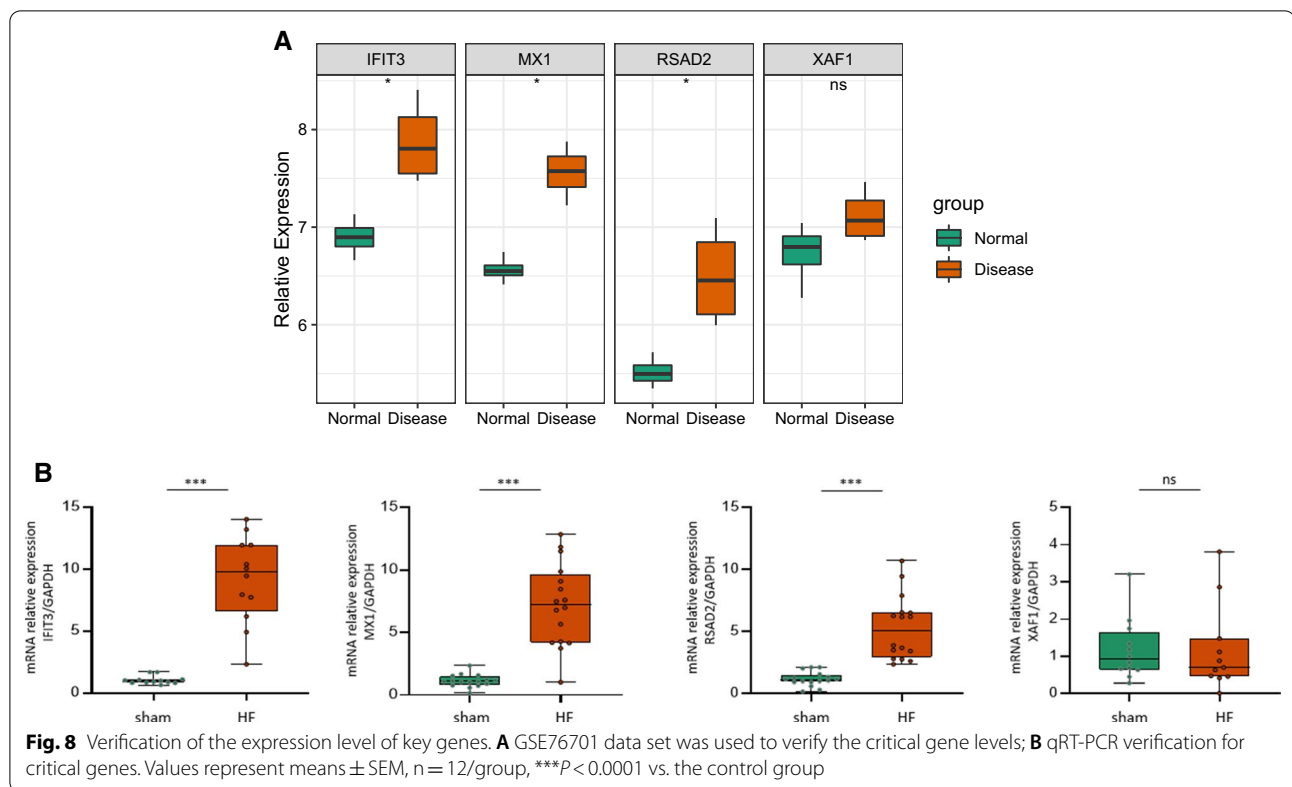 A
IFIT3 MX1 RSAD2 XAF1
* * * ns
8
7
6
Relative Expression
Normal Disease Normal Disease Normal Disease Normal Disease
group
Normal
Disease
B
*** *** *** ns
mRNA relative expression
IFIT3/GAPDH
15
10
5
0
sham HF
mRNA relative expression
MX1/GAPDH
15
10
5
0
sham HF
mRNA relative expression
RSAD2/GAPDH
15
10
5
0
sham HF
mRNA relative expression
XAF1/GAPDH
5
4
3
2
1
0
sham HF
Fig. 8 Verification of the expression level of key genes. A GSE76701 data set was used to verify the critical gene levels; B qRT-PCR verification for
critical genes. Values represent means ± SEM, n = 12/group, ***P < 0.0001 vs. the control group